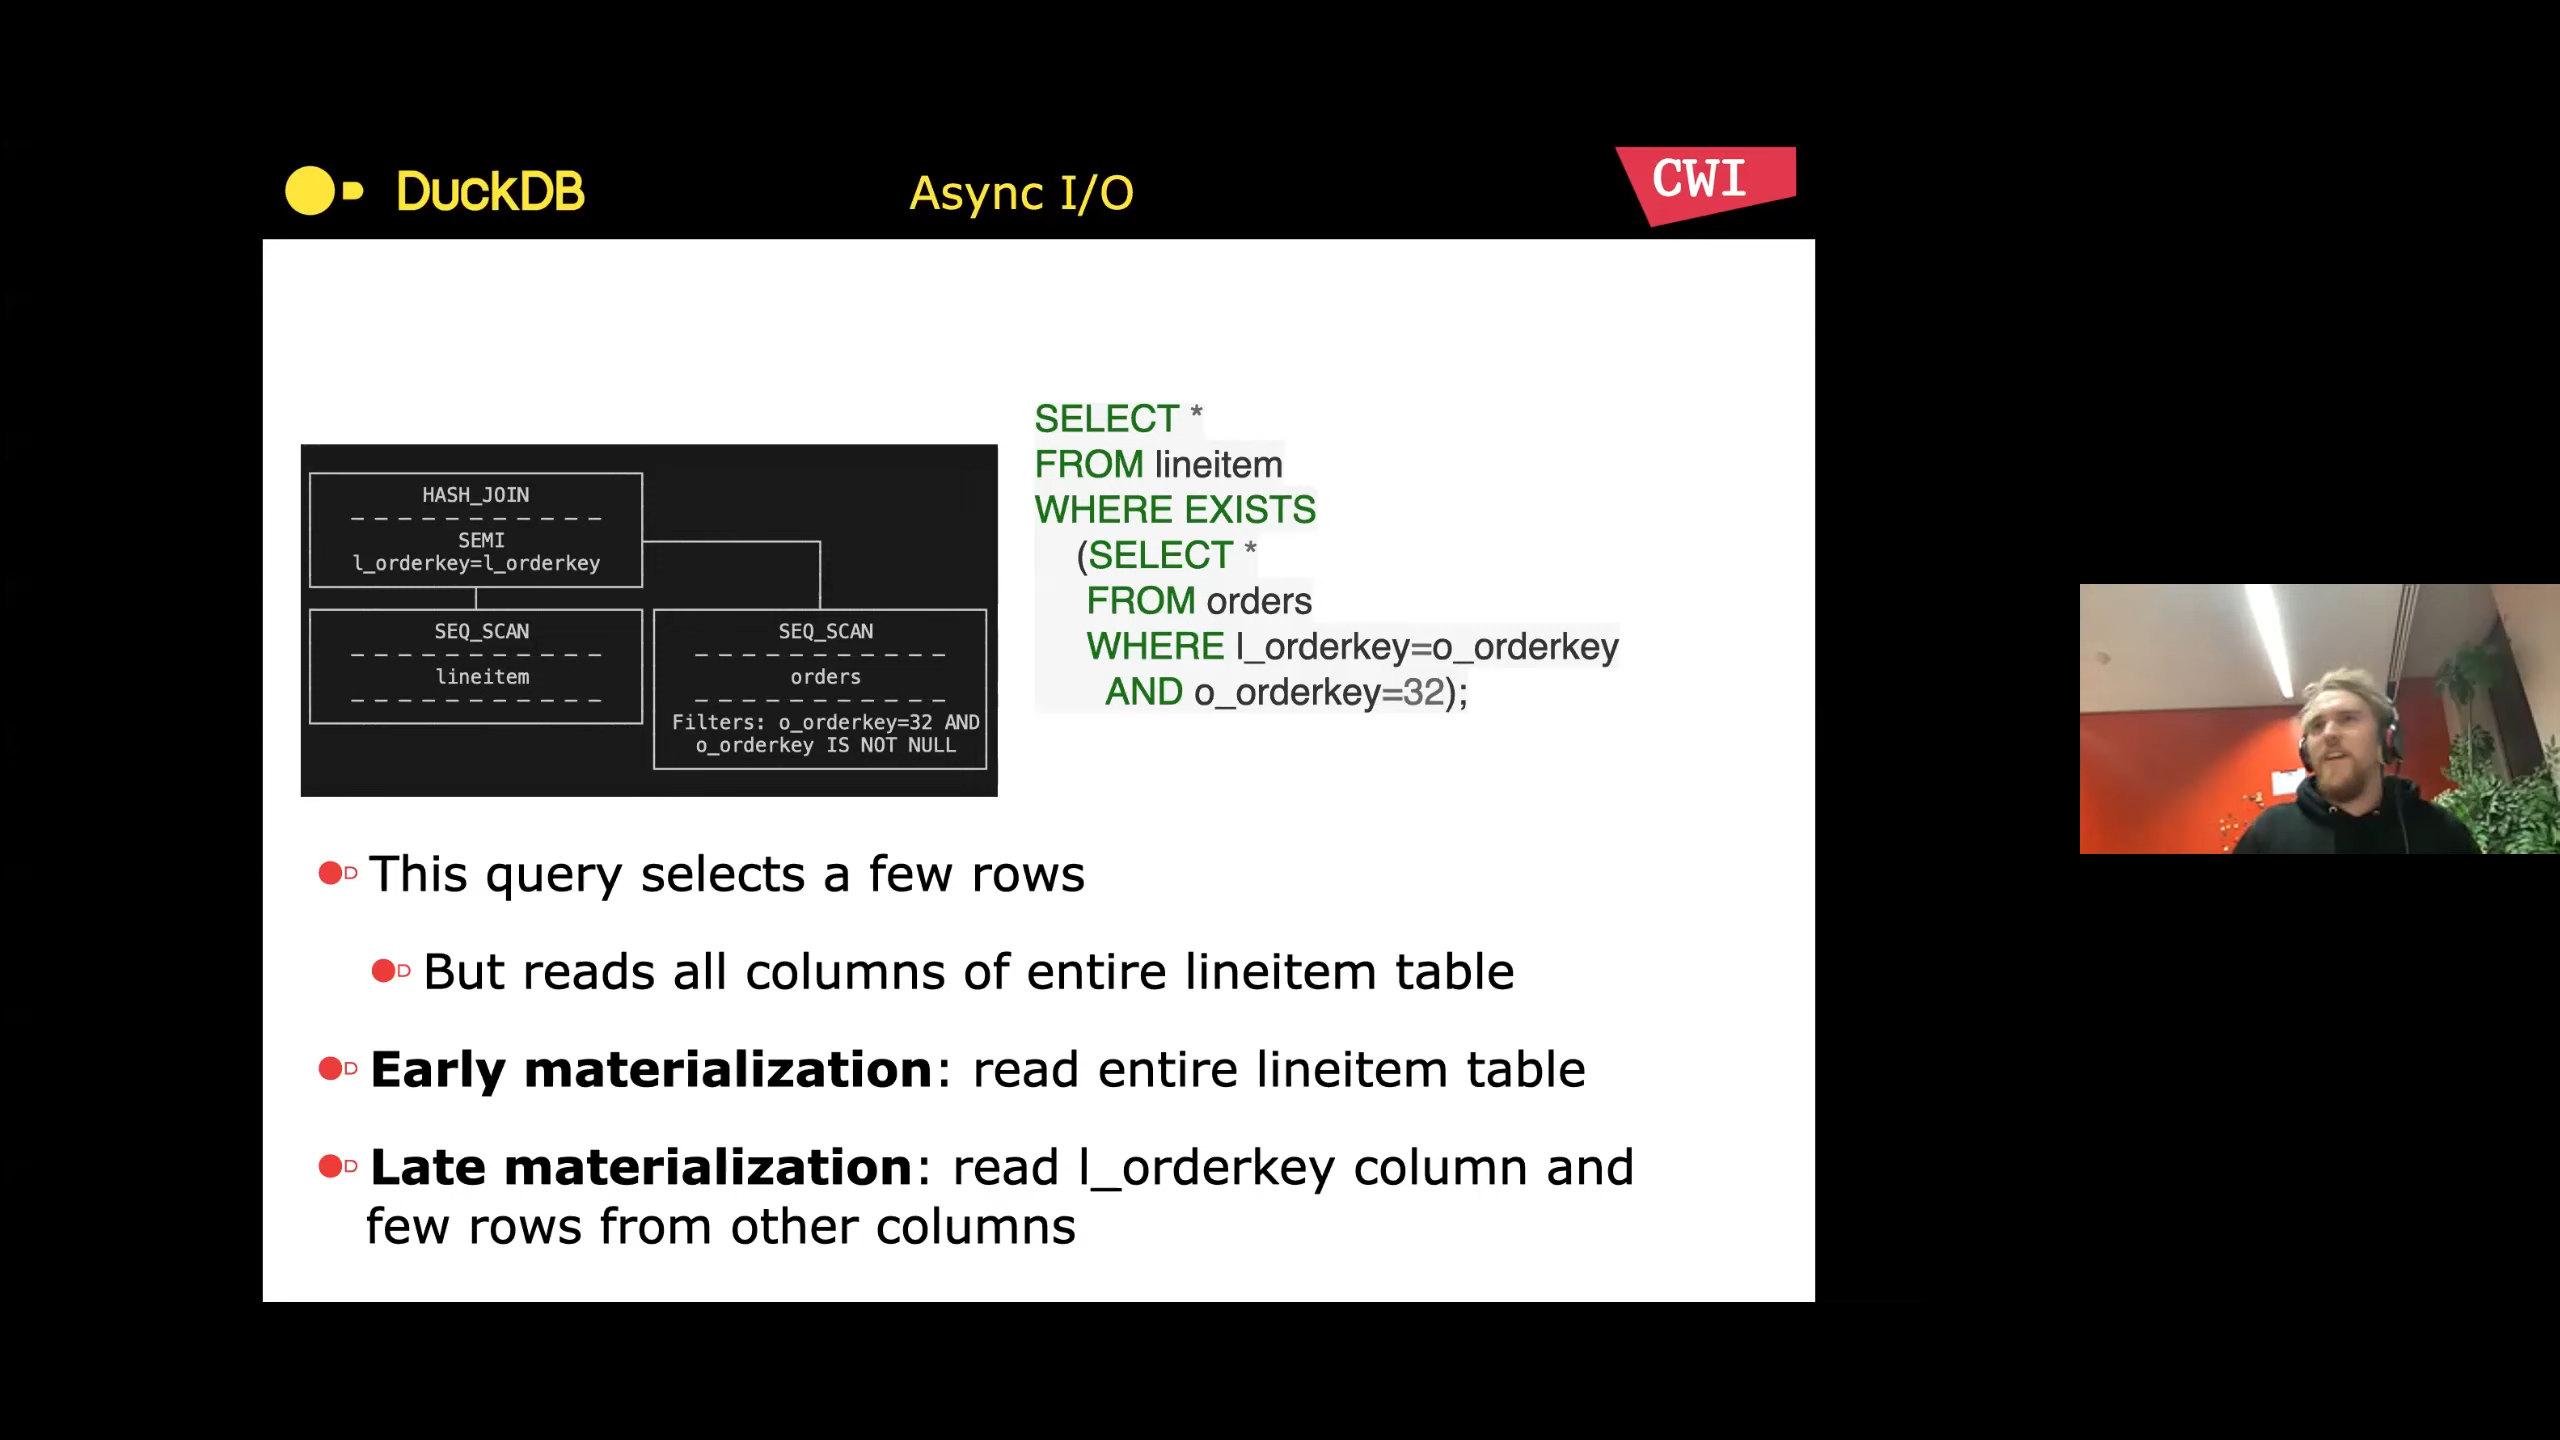 DuckDB
Async I/O
CWI
HASH_JOIN
SEMI
l_orderkey=l_orderkey
SEQ_SCAN
lineitem
SEQ_SCAN
orders
Filters: o_orderkey=32 AND
o_orderkey IS NOT NULL
SELECT *
FROM lineitem
WHERE EXISTS
(SELECT *
FROM orders
WHERE l_orderkey=o_orderkey
AND o_orderkey=32);
This query selects a few rows
But reads all columns of entire lineitem table
Early materialization: read entire lineitem table
Late materialization: read l_orderkey column and
few rows from other columns